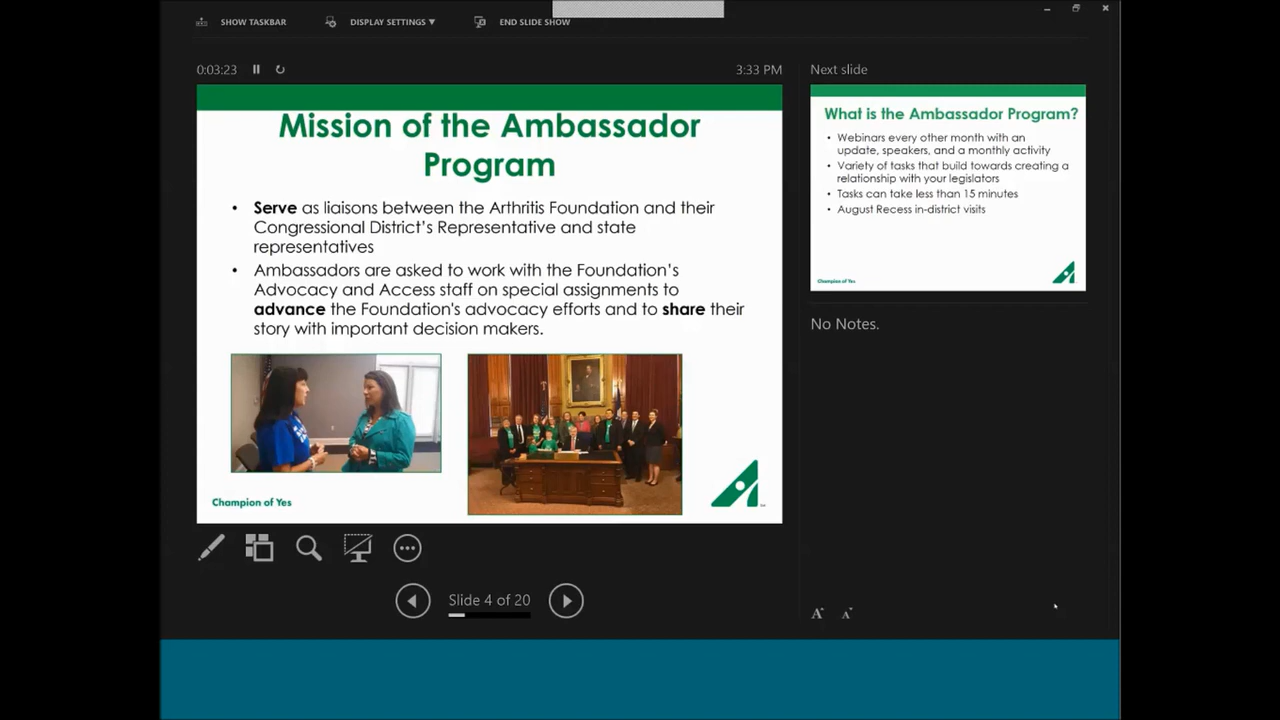 SHOW TASKBAR
DISPLAY SETTINGS ▼
END SLIDE SHOW
0:03:23
3:33 PM
Mission of the Ambassador
Program
• Serve as liaisons between the Arthritis Foundation and their
Congressional District's Representative and state
representatives
• Ambassadors are asked to work with the Foundation's
Advocacy and Access staff on special assignments to
advance the Foundation's advocacy efforts and to share their
story with important decision makers.
Champion of Yes
Slide 4 of 20
Next slide
What is the Ambassador Program?
• Webinars every other month with an
update, speakers, and a monthly activity
• Variety of tasks that build towards creating a
relationship with your legislators
• Tasks can take less than 15 minutes
• August Recess in-district visits
Champion of Yes
No Notes.
A A